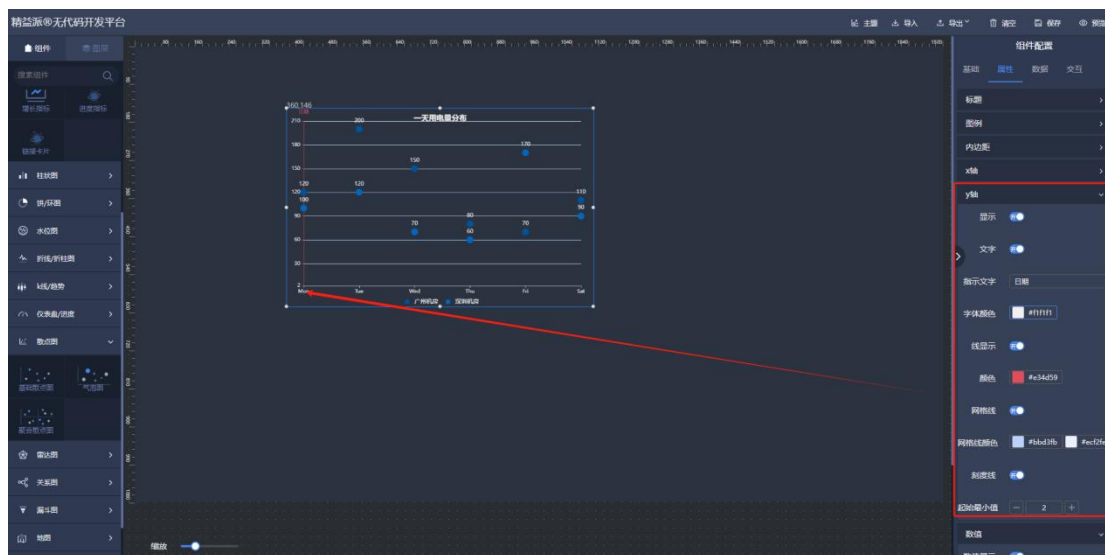 精益派®无代码开发平台
主题 导入 导出 清空 保存 预览
组件 图层
搜索组件
增长指标 进度指标
链接卡片
柱状图
饼/环图
水位图
折线/折柱图
k线/趋势
仪表盘/进度
散点图
基础散点图 气泡图
聚合散点图
雷达图
关系图
漏斗图
地图
360,146
日期
一天用电量分布
210
180
150
120
90
60
30
2
200
170
150
120
120
110
100
90
80
70
60
70
Mon Tue Wed Thu Fri Sat
广州机房 深圳机房
缩放
组件配置
基础 属性 数据 交互
标题
图例
内边距
x轴
y轴
显示 开
文字 开
指示文字 日期
字体颜色 #f1f1f1
线显示 开
颜色 #e34d59
网格线 开
网格线颜色 #bbd3fb #ecf2fe
刻度线 开
起始最小值 2
数值